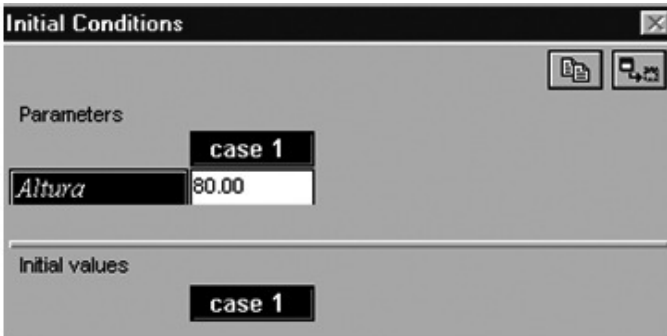 Initial Conditions
Parameters
case 1
Altura 80.00
Initial values
case 1